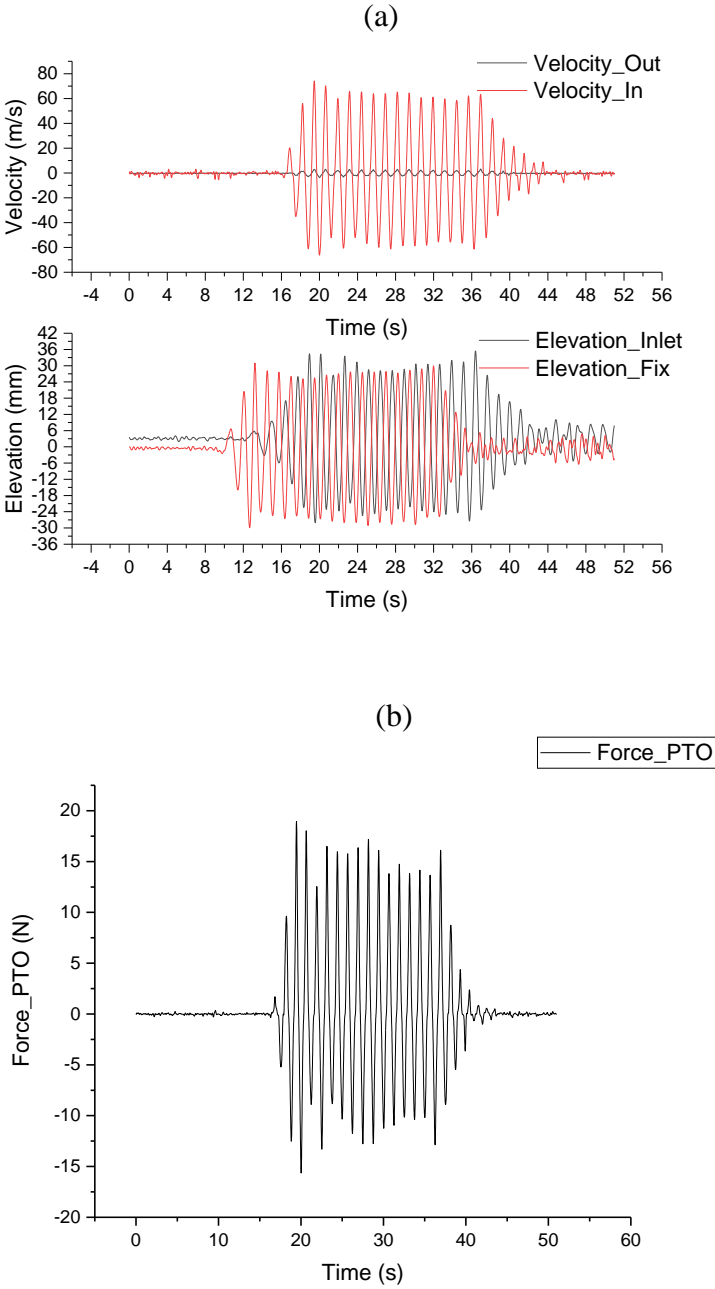 (a)
Velocity_Out
Velocity_In
Velocity (m/s)
80
60
40
20
0
-20
-40
-60
-80
-4 0 4 8 12 16 20 24 28 32 36 40 44 48 52 56
Time (s)
Elevation_Inlet
Elevation_Fix
Elevation (mm)
42
36
30
24
18
12
6
0
-6
-12
-18
-24
-30
-36
-4 0 4 8 12 16 20 24 28 32 36 40 44 48 52 56
Time (s)
(b)
Force_PTO
Force_PTO (N)
20
15
10
5
0
-5
-10
-15
-20
0 10 20 30 40 50 60
Time (s)